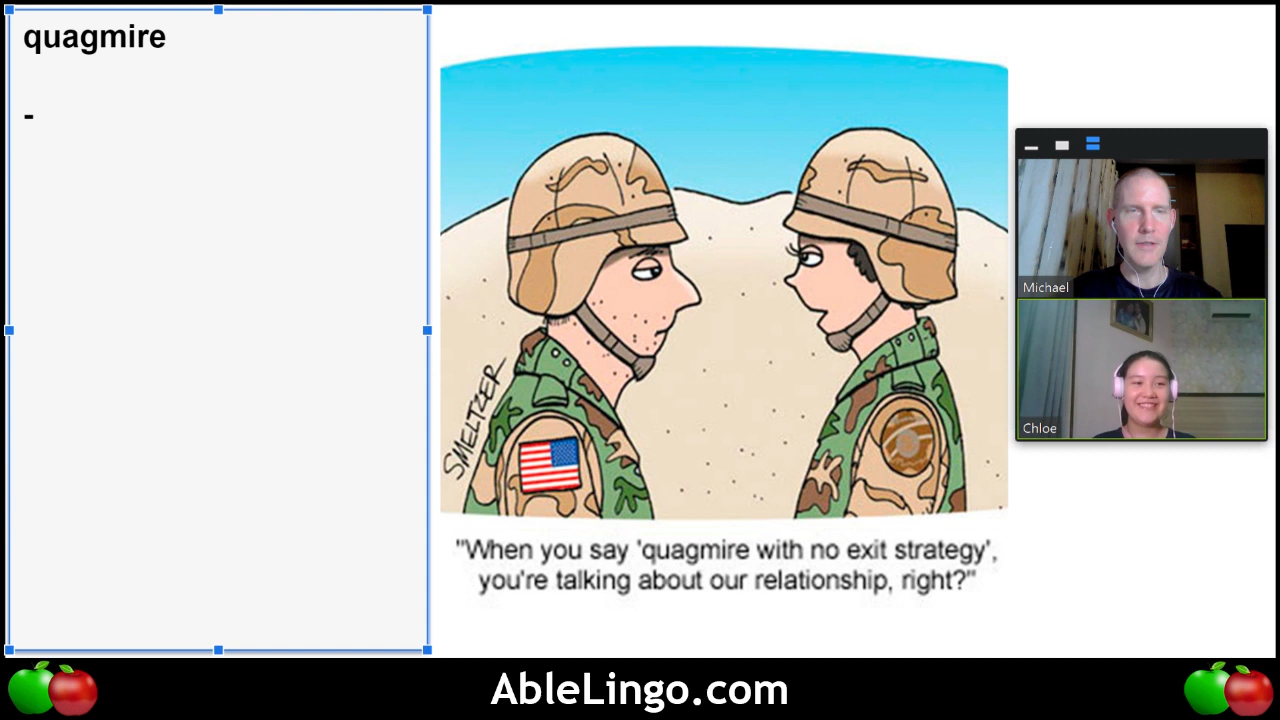 quagmire
-
SMELTZER
"When you say 'quagmire with no exit strategy',
you're talking about our relationship, right?"
Michael
Chloe
AbleLingo.com